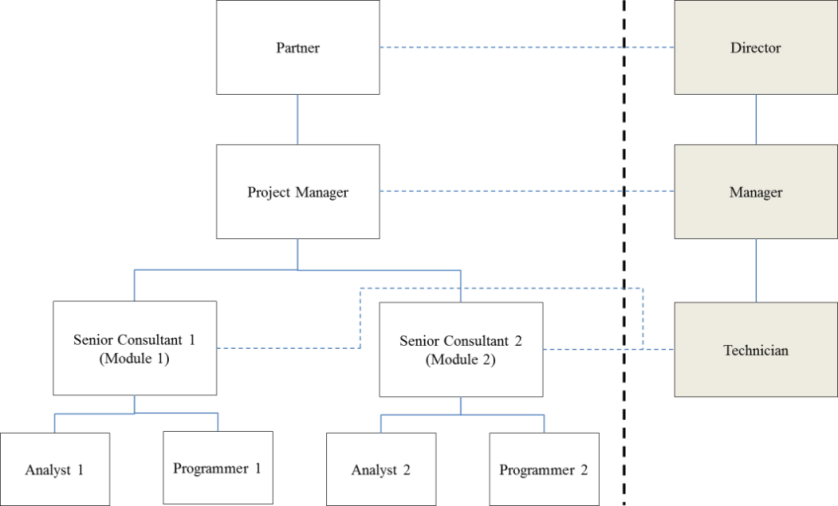 Partner
Director
Project Manager
Manager
Senior Consultant 1
(Module 1)
Senior Consultant 2
(Module 2)
Technician
Analyst 1
Programmer 1
Analyst 2
Programmer 2